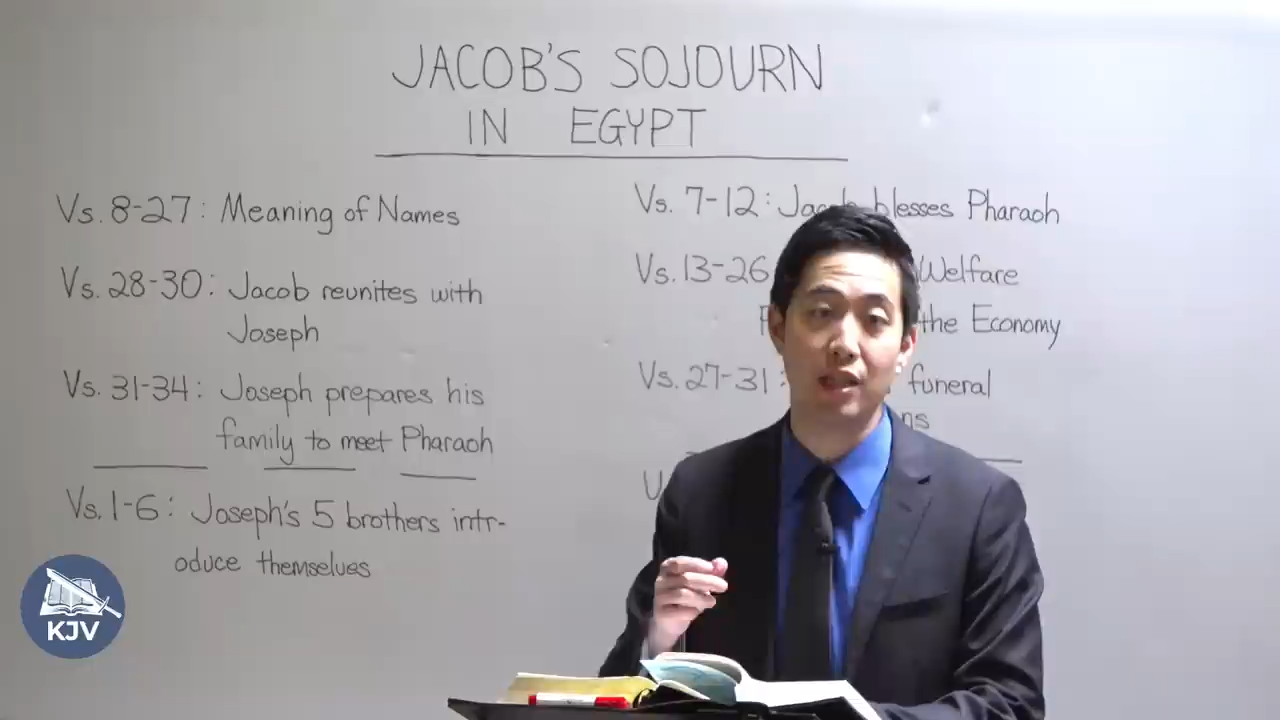 JACOB'S SOJOURN
IN EGYPT
Vs. 8-27: Meaning of Names
Vs. 28-30: Jacob reunites with
Joseph
Vs. 31-34: Joseph prepares his
family to meet Pharaoh
Vs. 1-6: Joseph's 5 brothers intr-
oduce themselves
Vs. 7-12: Jacob blesses Pharaoh
Vs. 13-26 Welfare
the Economy
Vs. 27-31: funeral
KJV